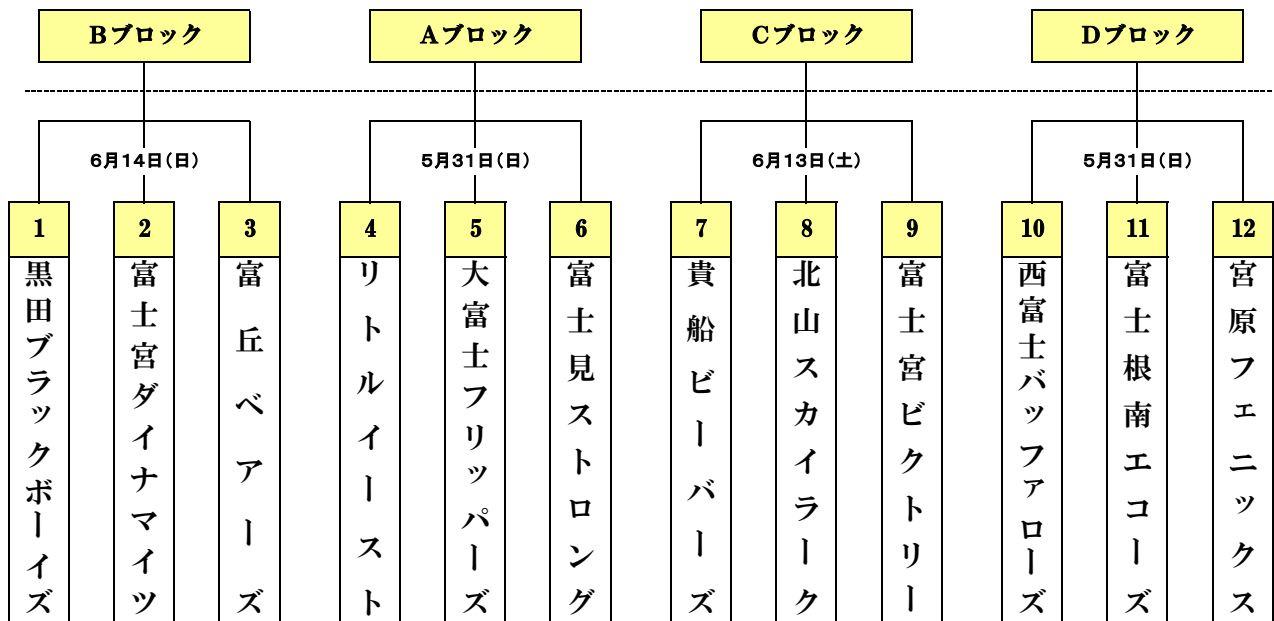 Bブロック
Aブロック
Cブロック
Dブロック
6月14日(日)
5月31日(日)
6月13日(土)
5月31日(日)
1
2
3
4
5
6
7
8
9
10
11
12
黒田ブラックボーイズ
富士宮ダイナマイツ
富丘ベアーズ
リトルイースト
大富士フリッパーズ
富士見ストロング
貴船ビーバーズ
北山スカイラーク
富士宮ビクトリー
西富士バッファローズ
富士根南エコーズ
宮原フェニックス